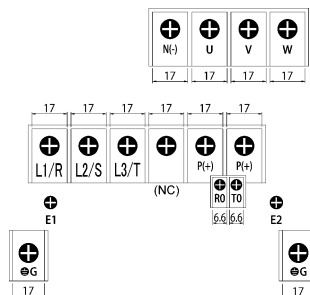 N(-) U V W
17 17 17 17
17 17 17 17 17 17
L1/R L2/S L3/T P(+) P(+)
(NC)
R0 T0
6.6 6.6
E1 E2
G G
17 17